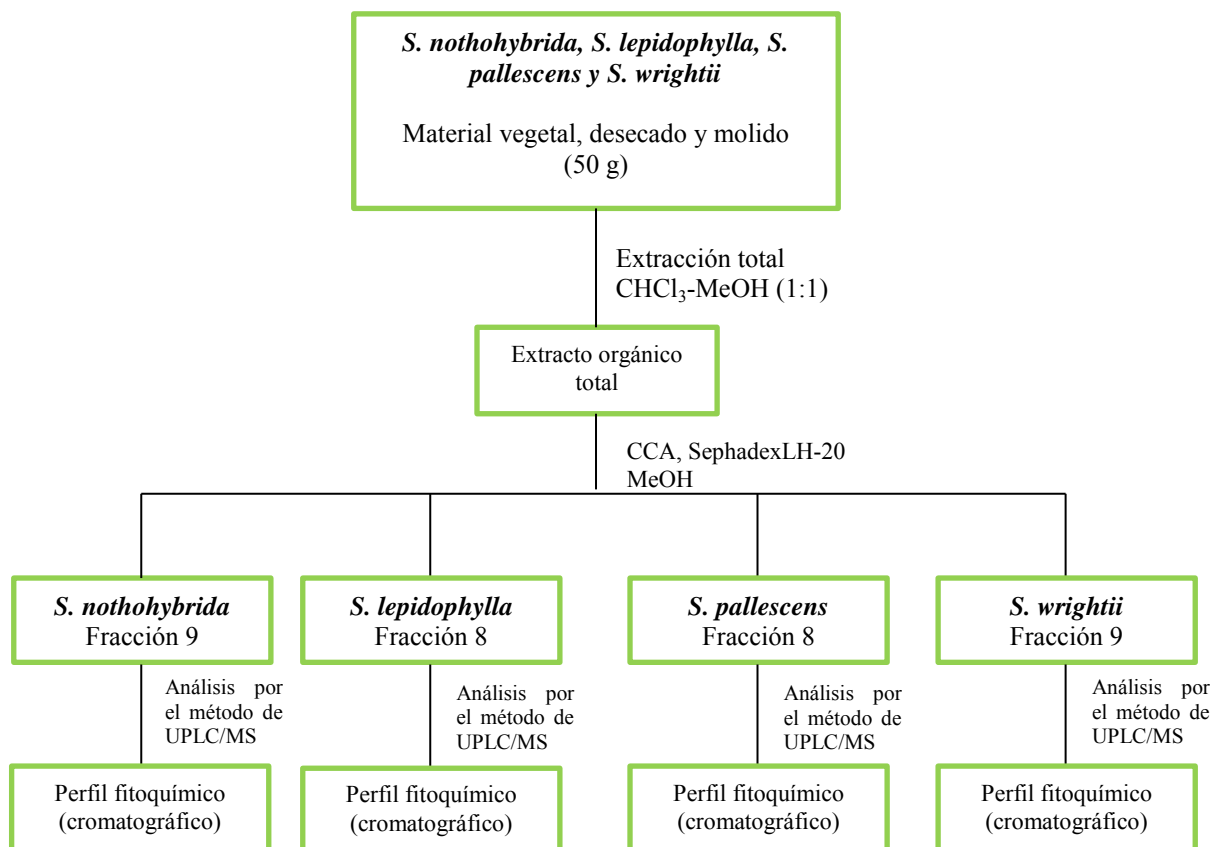 S. nothohybrida, S. lepidophylla, S.
pallescens y S. wrightii
Material vegetal, desecado y molido
(50 g)
Extracción total
CHCl₃-MeOH (1:1)
Extracto orgánico
total
CCA, SephadexLH-20
MeOH
S. nothohybrida
Fracción 9
S. lepidophylla
Fracción 8
S. pallescens
Fracción 8
S. wrightii
Fracción 9
Análisis por
el método de
UPLC/MS
Análisis por
el método de
UPLC/MS
Análisis por
el método de
UPLC/MS
Análisis por
el método de
UPLC/MS
Perfil fitoquímico
(cromatográfico)
Perfil fitoquímico
(cromatográfico)
Perfil fitoquímico
(cromatográfico)
Perfil fitoquímico
(cromatográfico)